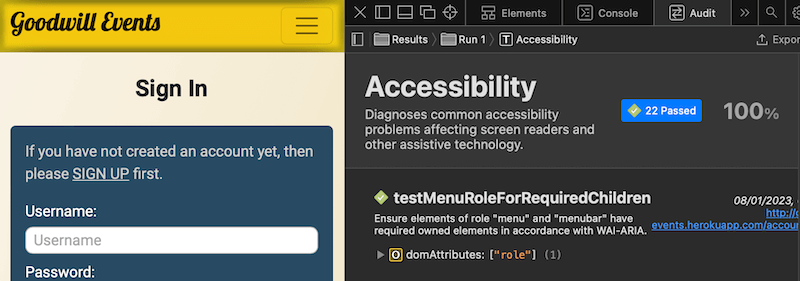 Goodwill Events
Sign In
If you have not created an account yet, then
please SIGN UP first.
Username:
Username
Password:
Elements
Console
Audit
Results
Run 1
Accessibility
Expor
Accessibility
Diagnoses common accessibility
problems affecting screen readers and
other assistive technology.
22 Passed
100%
testMenuRoleForRequiredChildren
Ensure elements of role "menu" and "menubar" have
required owned elements in accordance with WAI-ARIA.
08/01/2023,
http://
events.herokuapp.com/accou
domAttributes: ["role"] (1)